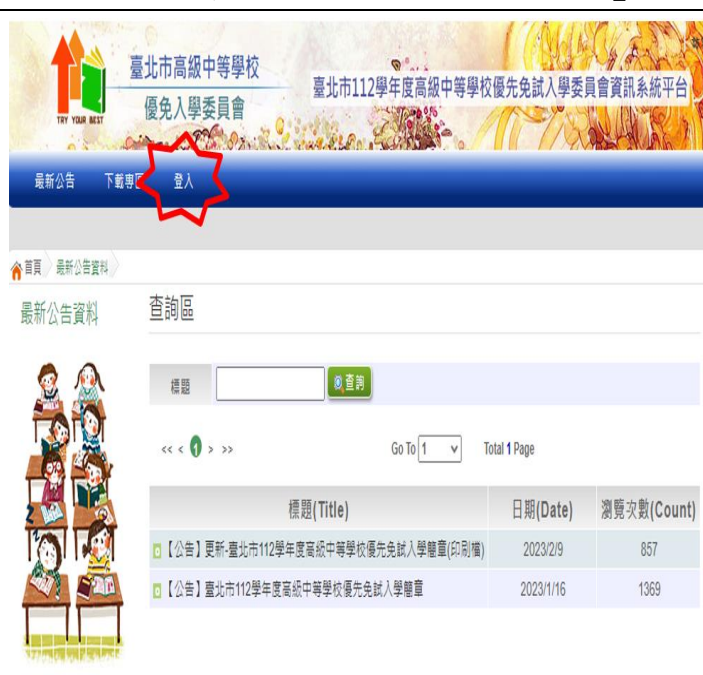 臺北市高級中等學校
優免入學委員會
臺北市112學年度高級中等學校優先免試入學委員會資訊系統平台
TRY YOUR BEST
最新公告 下載專區 登入
首頁 最新公告資料
最新公告資料
查詢區
標題 查詢
<< < 1 > >> Go To 1 Total 1 Page
標題(Title) 日期(Date) 瀏覽次數(Count)
【公告】更新-臺北市112學年度高級中等學校優先免試入學簡章(印刷檔) 2023/2/9 857
【公告】臺北市112學年度高級中等學校優先免試入學簡章 2023/1/16 1369